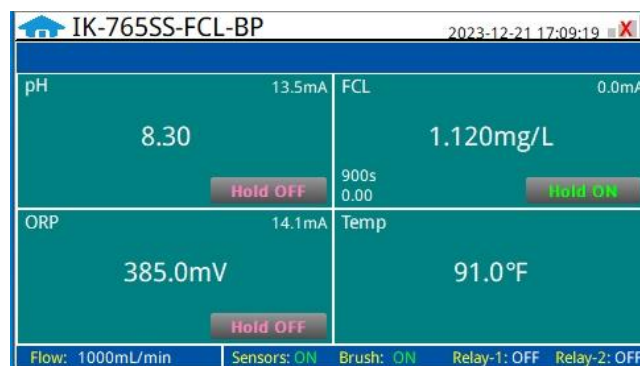 IK-765SS-FCL-BP 2023-12-21 17:09:19 X
pH 13.5mA FCL 0.0mA
8.30 1.120mg/L
900s
Hold OFF 0.00 Hold ON
ORP 14.1mA Temp
385.0mV 91.0°F
Hold OFF
Flow: 1000mL/min Sensors: ON Brush: ON Relay-1: OFF Relay-2: OFF